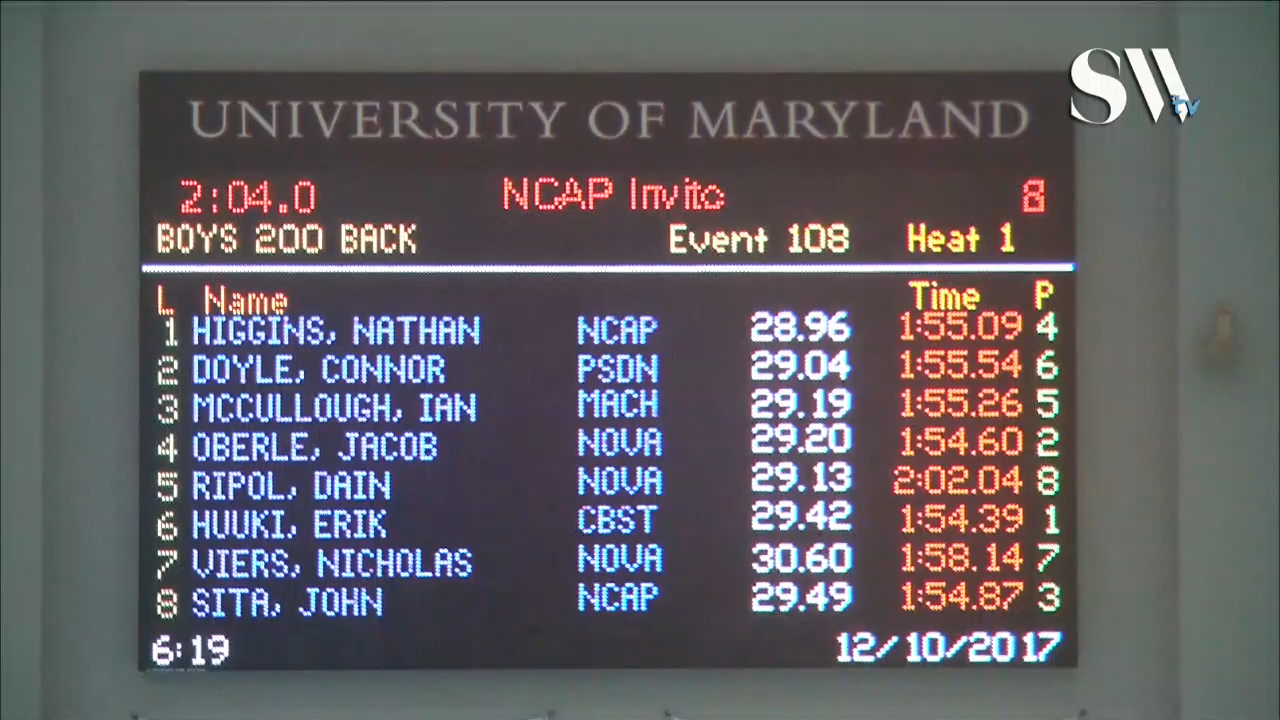 SW tv
UNIVERSITY OF MARYLAND
2:04.0 NCAP Invite 8
BOYS 200 BACK Event 108 Heat 1
L Name Time P
1 HIGGINS, NATHAN NCAP 28.96 1:55.09 4
2 DOYLE, CONNOR PSDN 29.04 1:55.54 6
3 MCCULLOUGH, IAN MACH 29.19 1:55.26 5
4 OBERLE, JACOB NOVA 29.20 1:54.60 2
5 RIPOL, DAIN NOVA 29.13 2:02.04 8
6 HUUKI, ERIK CBST 29.42 1:54.39 1
7 VIERS, NICHOLAS NOVA 30.60 1:58.14 7
8 SITA, JOHN NCAP 29.49 1:54.87 3
6:19 12/10/2017